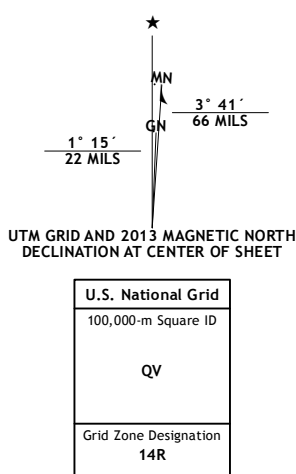 ★
MN
GN
3° 41´
66 MILS
1° 15´
22 MILS
UTM GRID AND 2013 MAGNETIC NORTH
DECLINATION AT CENTER OF SHEET
U.S. National Grid
100,000-m Square ID
QV
Grid Zone Designation
14R